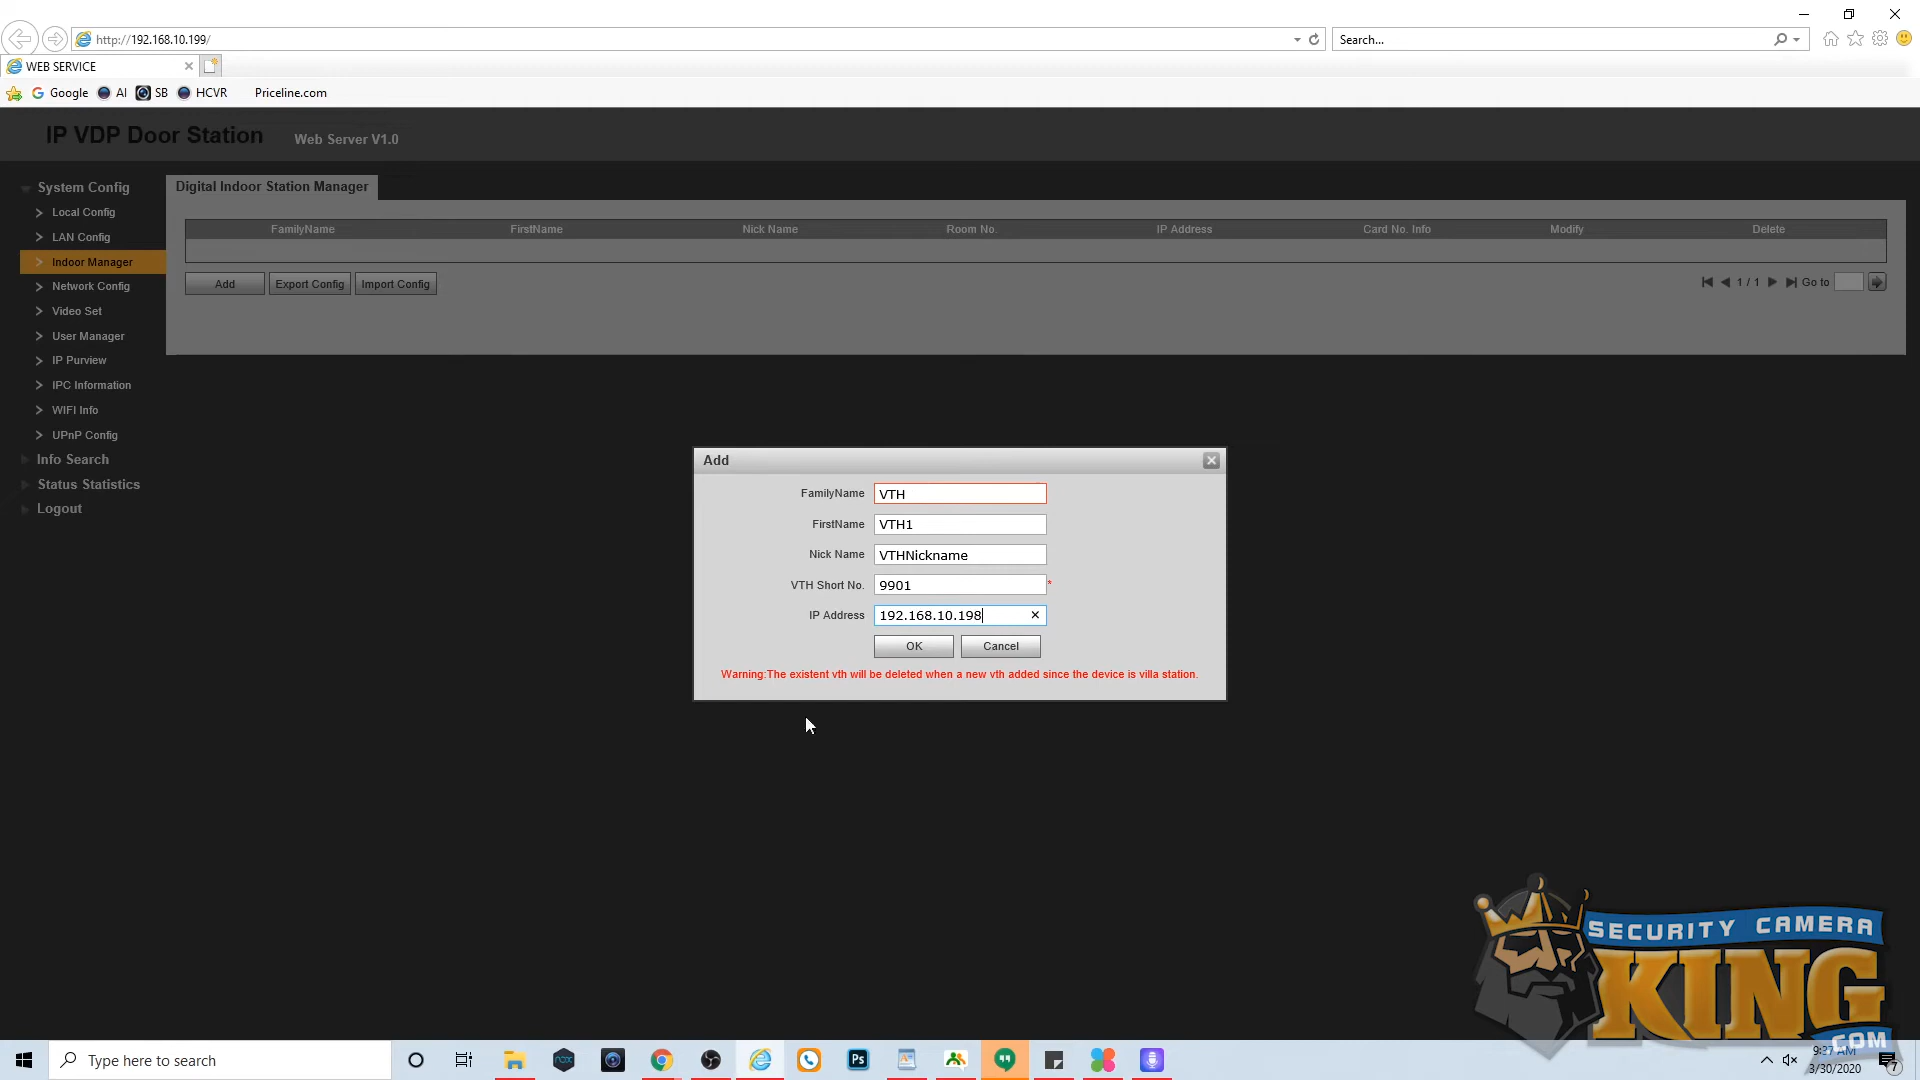 http://192.168.10.199/
Search...
WEB SERVICE
Google AI SB HCVR Priceline.com
IP VDP Door Station Web Server V1.0
System Config
Local Config
LAN Config
Indoor Manager
Network Config
Video Set
User Manager
IP Purview
IPC Information
WIFI Info
UPnP Config
Info Search
Status Statistics
Logout
Digital Indoor Station Manager
FamilyName FirstName Nick Name Room No. IP Address Card No. Info Modify Delete
Add Export Config Import Config
1 / 1 Go to
Add
FamilyName VTH
FirstName VTH1
Nick Name VTHNickname
VTH Short No. 9901 *
IP Address 192.168.10.198
OK Cancel
Warning:The existent vth will be deleted when a new vth added since the device is villa station.
SECURITY CAMERA
KING
.COM
Type here to search
nox
Ps
9:37 AM
3/30/2020
7